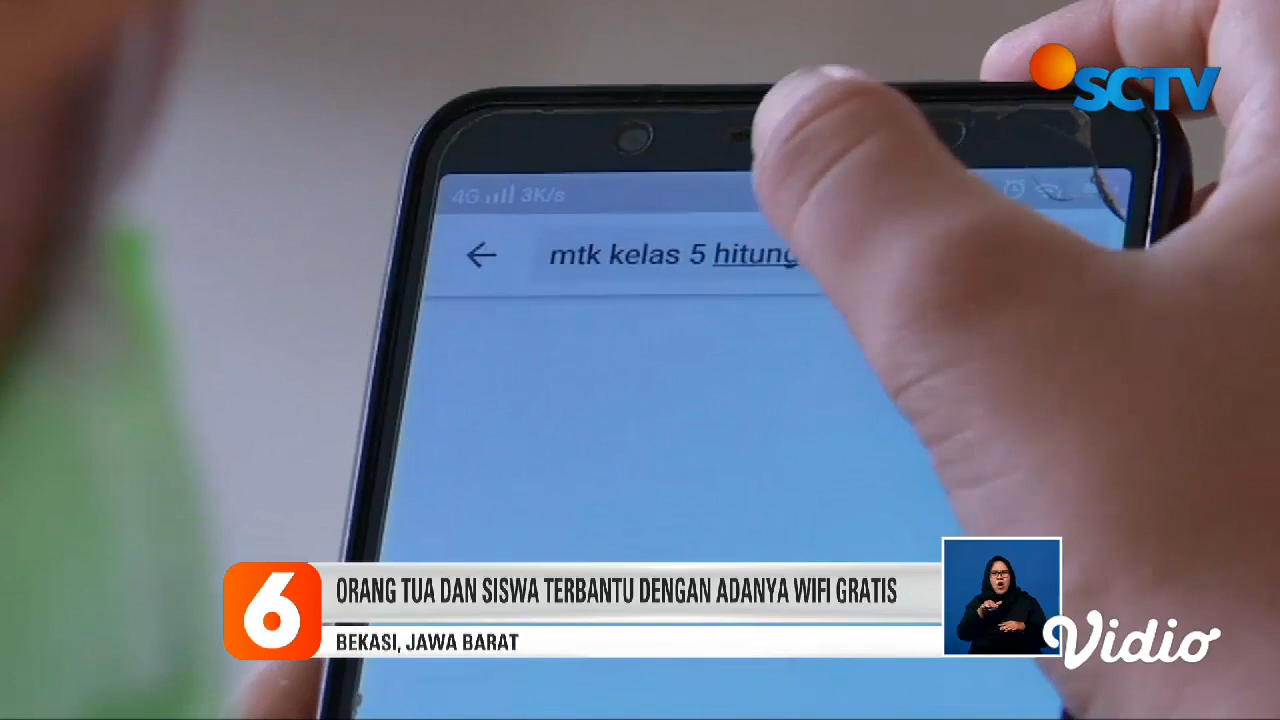 SCTV
4G 3K/s
mtk kelas 5 hitung
6
ORANG TUA DAN SISWA TERBANTU DENGAN ADANYA WIFI GRATIS
BEKASI, JAWA BARAT
Vidio